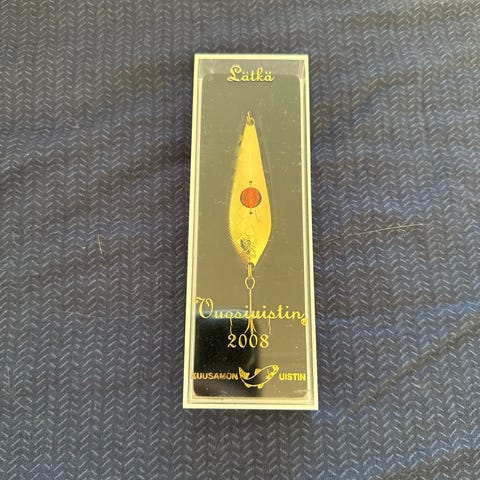 Lätkä
Vuosiuistin®
2008
KUUSAMON UISTIN